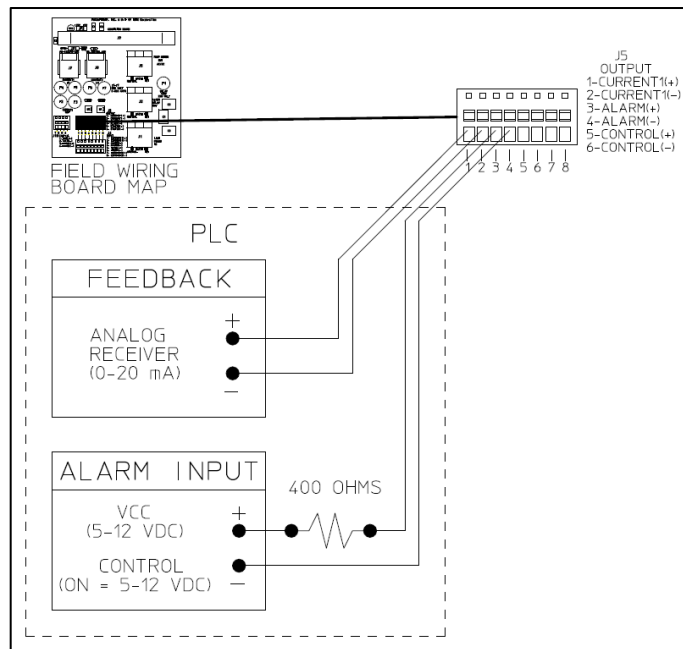 J5
OUTPUT
1-CURRENT1(+)
2-CURRENT1(-)
3-ALARM(+)
4-ALARM(-)
5-CONTROL(+)
6-CONTROL(-)
1 2 3 4 5 6 7 8
FIELD WIRING
BOARD MAP
PLC
FEEDBACK
+
ANALOG
RECEIVER
(0-20 mA)
-
ALARM INPUT
400 OHMS
VCC
+
(5-12 VDC)
CONTROL
(ON = 5-12 VDC)
-